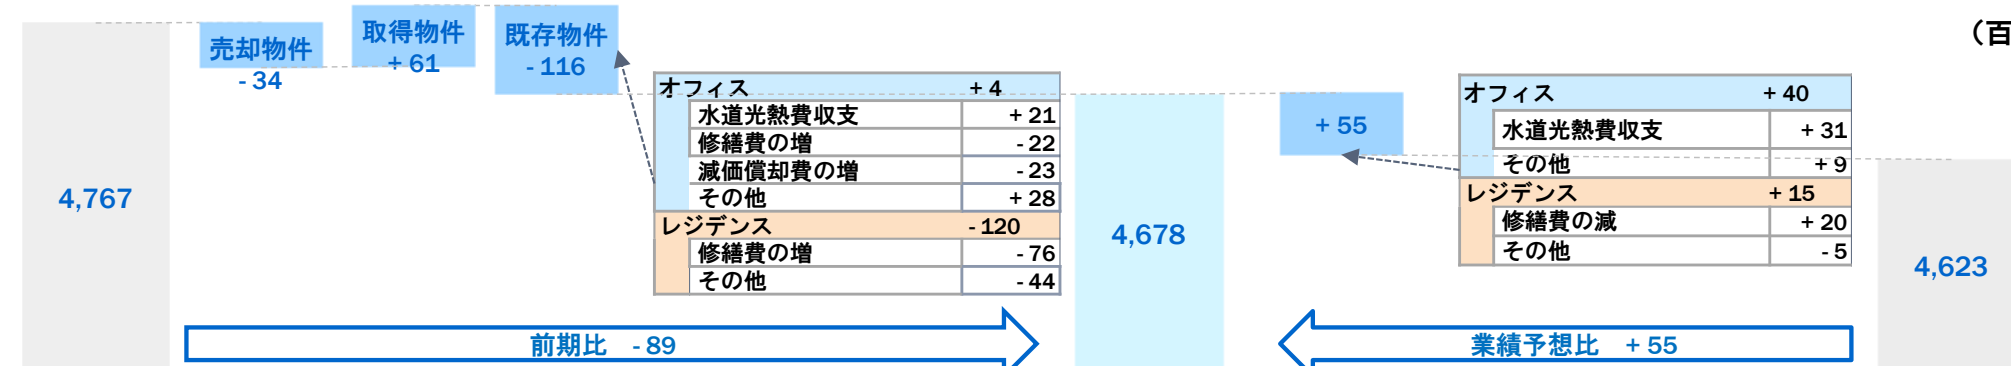 （百
売却物件
- 34
取得物件
+ 61
既存物件
- 116
4,767
オフィス + 4
水道光熱費収支 + 21
修繕費の増 - 22
減価償却費の増 - 23
その他 + 28
レジデンス - 120
修繕費の増 - 76
その他 - 44
4,678
+ 55
オフィス + 40
水道光熱費収支 + 31
その他 + 9
レジデンス + 15
修繕費の減 + 20
その他 - 5
4,623
前期比 - 89
業績予想比 + 55